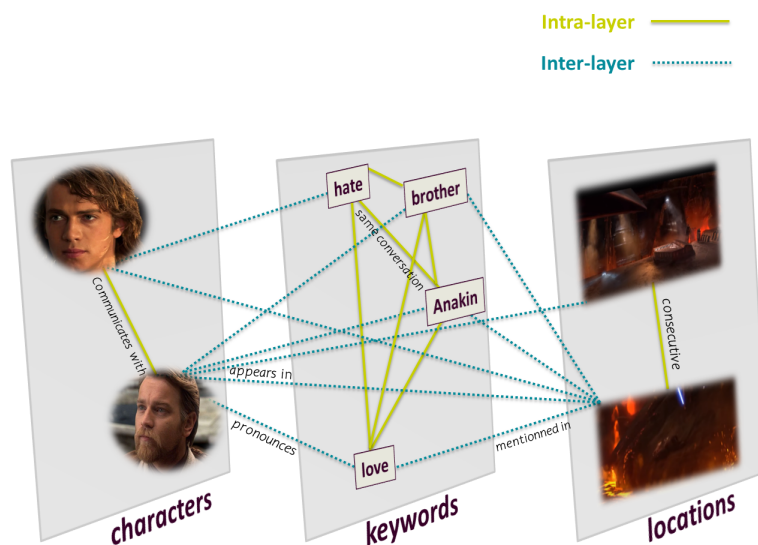 Intra-layer
Inter-layer
hate
brother
same conversation
Anakin
Communicates with
consecutive
appears in
pronounces
mentionned in
love
characters
keywords
locations